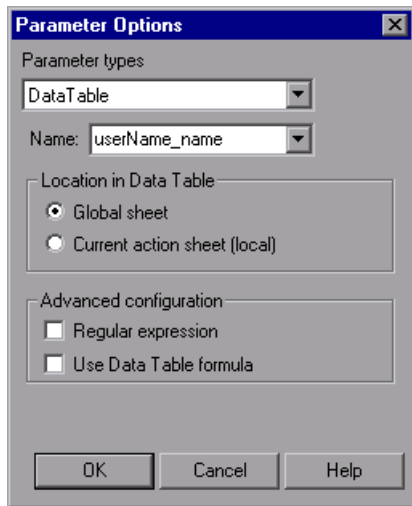 Parameter Options
Parameter types
DataTable
Name: userName_name
Location in Data Table
Global sheet
Current action sheet (local)
Advanced configuration
Regular expression
Use Data Table formula
OK Cancel Help